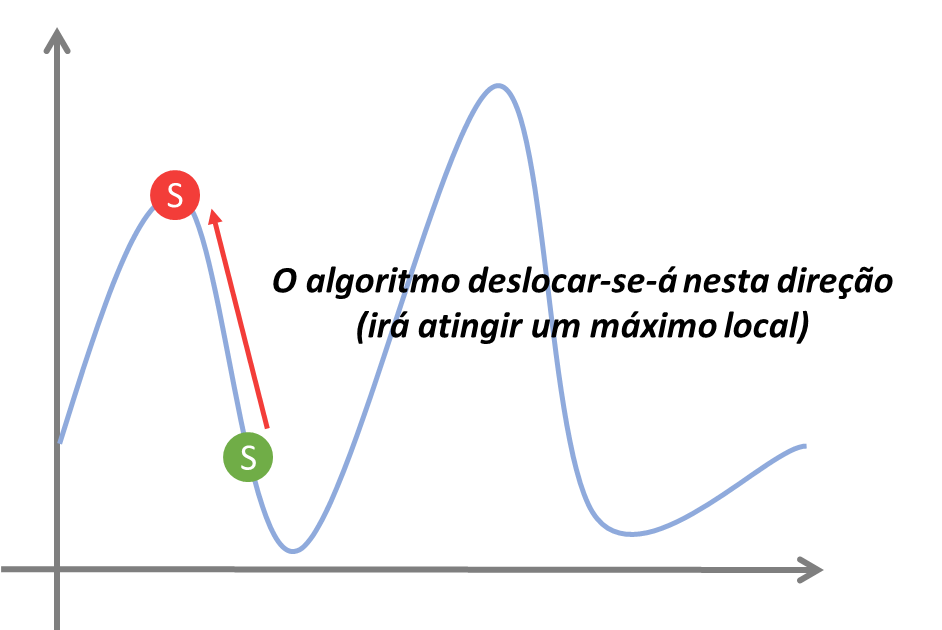 S
O algoritmo deslocar-se-á nesta direção
(irá atingir um máximo local)
S